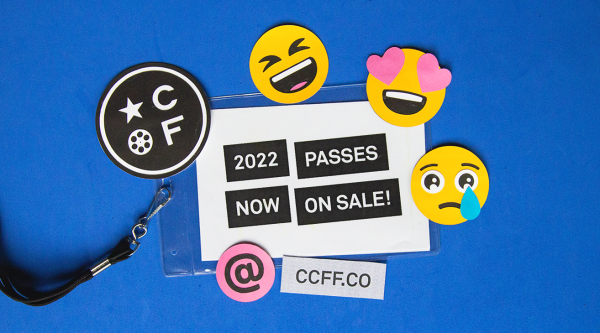 C
F
2022 PASSES
NOW ON SALE!
@
CCFF.CO